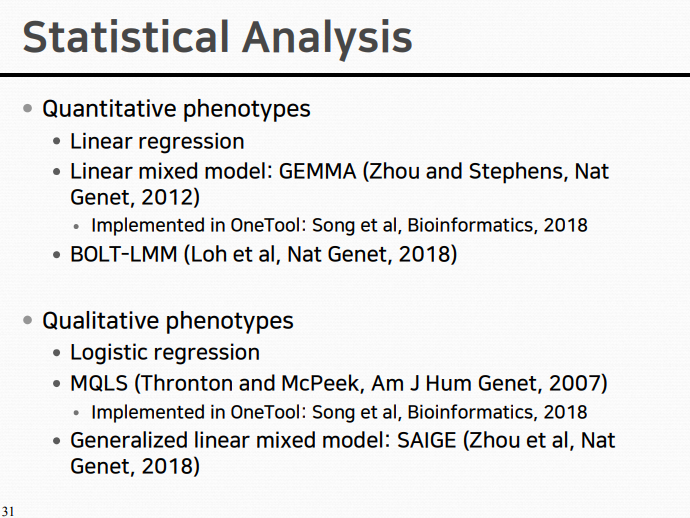 Statistical Analysis
Quantitative phenotypes
Linear regression
Linear mixed model: GEMMA (Zhou and Stephens, Nat
Genet, 2012)
Implemented in OneTool: Song et al, Bioinformatics, 2018
BOLT-LMM (Loh et al, Nat Genet, 2018)
Qualitative phenotypes
Logistic regression
MQLS (Thronton and McPeek, Am J Hum Genet, 2007)
Implemented in OneTool: Song et al, Bioinformatics, 2018
Generalized linear mixed model: SAIGE (Zhou et al, Nat
Genet, 2018)
31